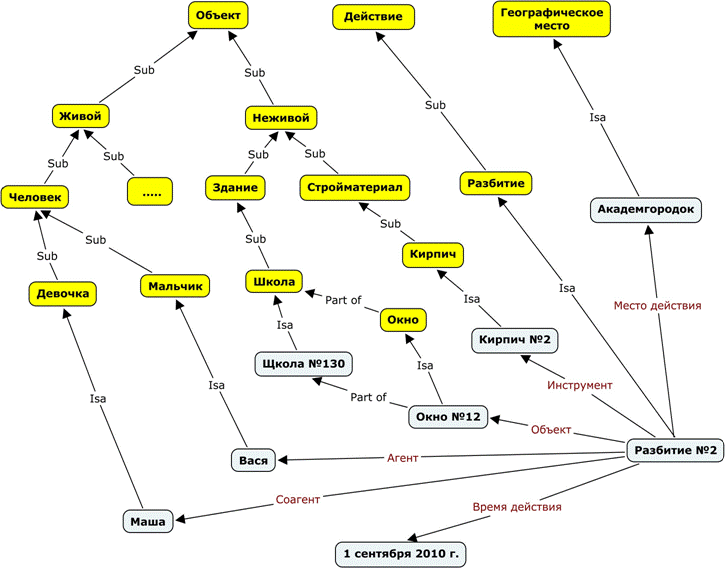 Объект
Действие
Географическое
место
Sub
Sub
Sub
Isa
Живой
Неживой
Sub
Sub
Sub
Sub
Человек
.....
Здание
Стройматериал
Разбитие
Академгородок
Sub
Sub
Sub
Sub
Девочка
Мальчик
Школа
Кирпич
Isa
Место действия
Part of
Isa
Окно
Isa
Кирпич №2
Щкола №130
Isa
Isa
Isa
Инструмент
Part of
Окно №12
Объект
Вася
Агент
Разбитие №2
Соагент
Время действия
Маша
1 сентября 2010 г.